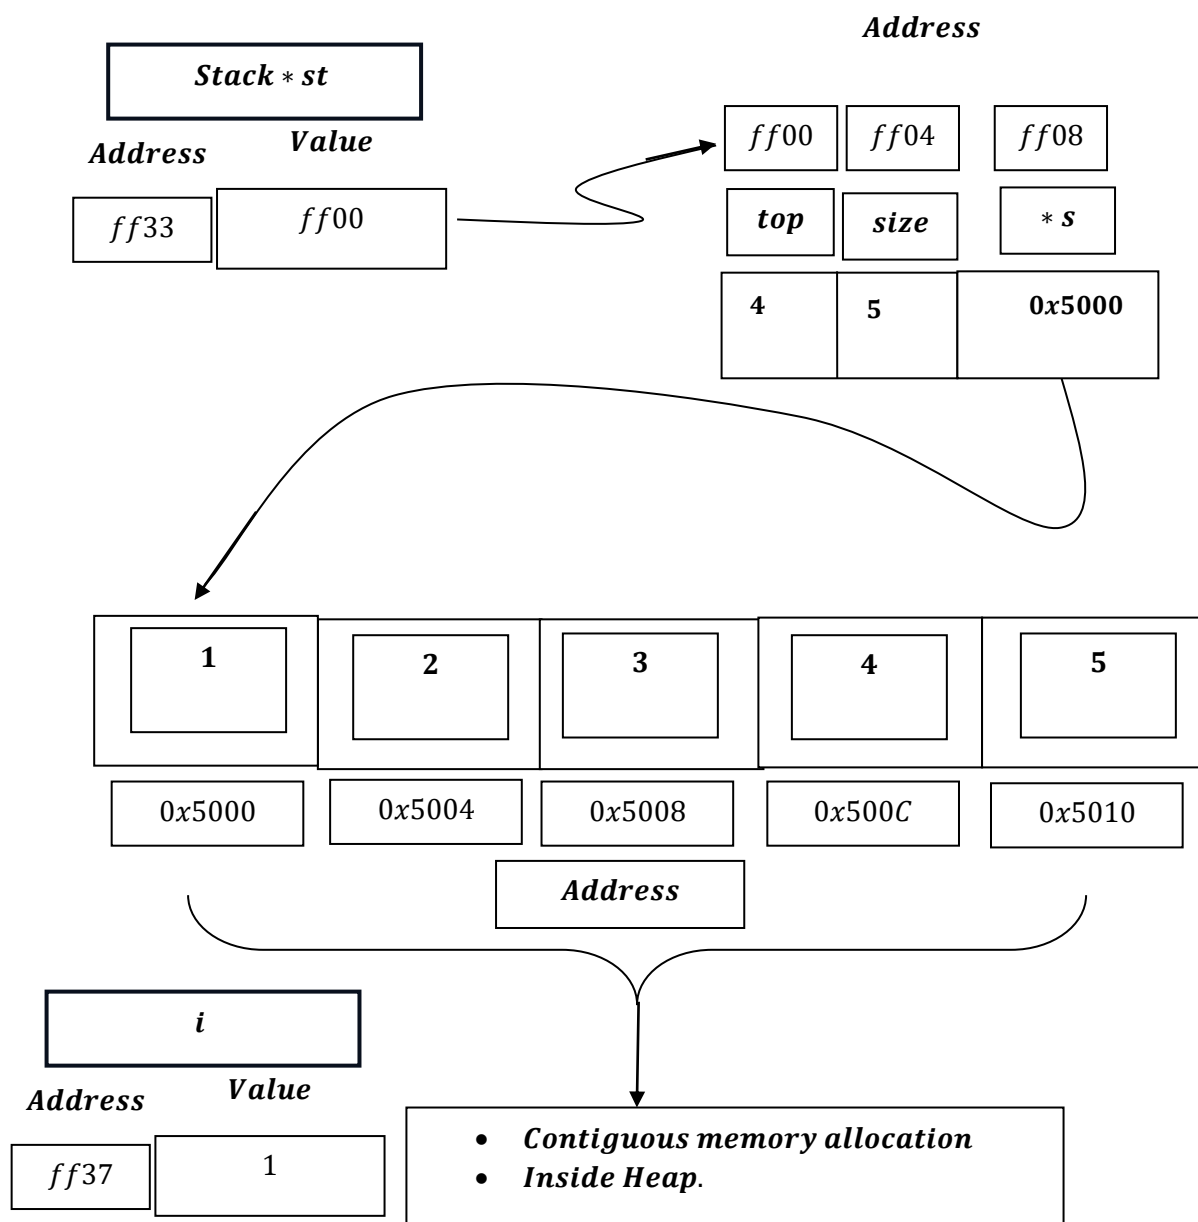 Address
Stack * st
Address Value
ff00 ff04 ff08
ff33 ff00
top size * s
4 5 0x5000
1 2 3 4 5
0x5000 0x5004 0x5008 0x500C 0x5010
Address
i
Address Value
ff37 1
• Contiguous memory allocation
• Inside Heap.